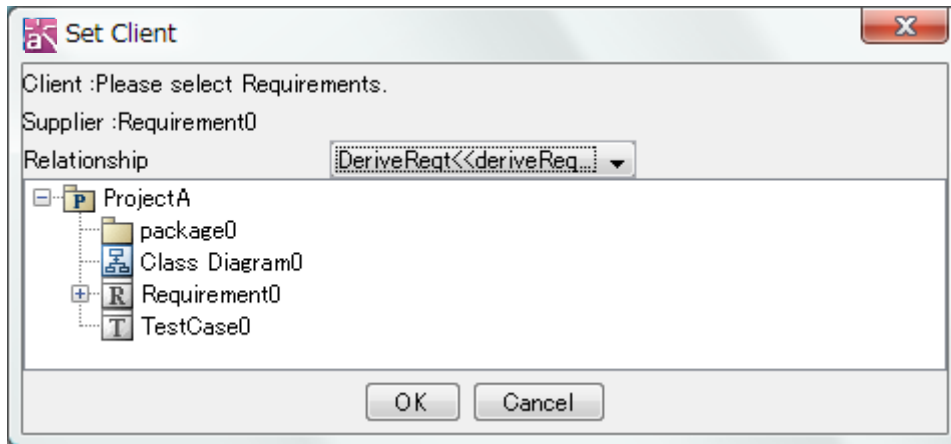 Set Client
Client :Please select Requirements.
Supplier :Requirement0
Relationship DeriveReqt<<deriveReq...
ProjectA
package0
Class Diagram0
R Requirement0
T TestCase0
OK Cancel